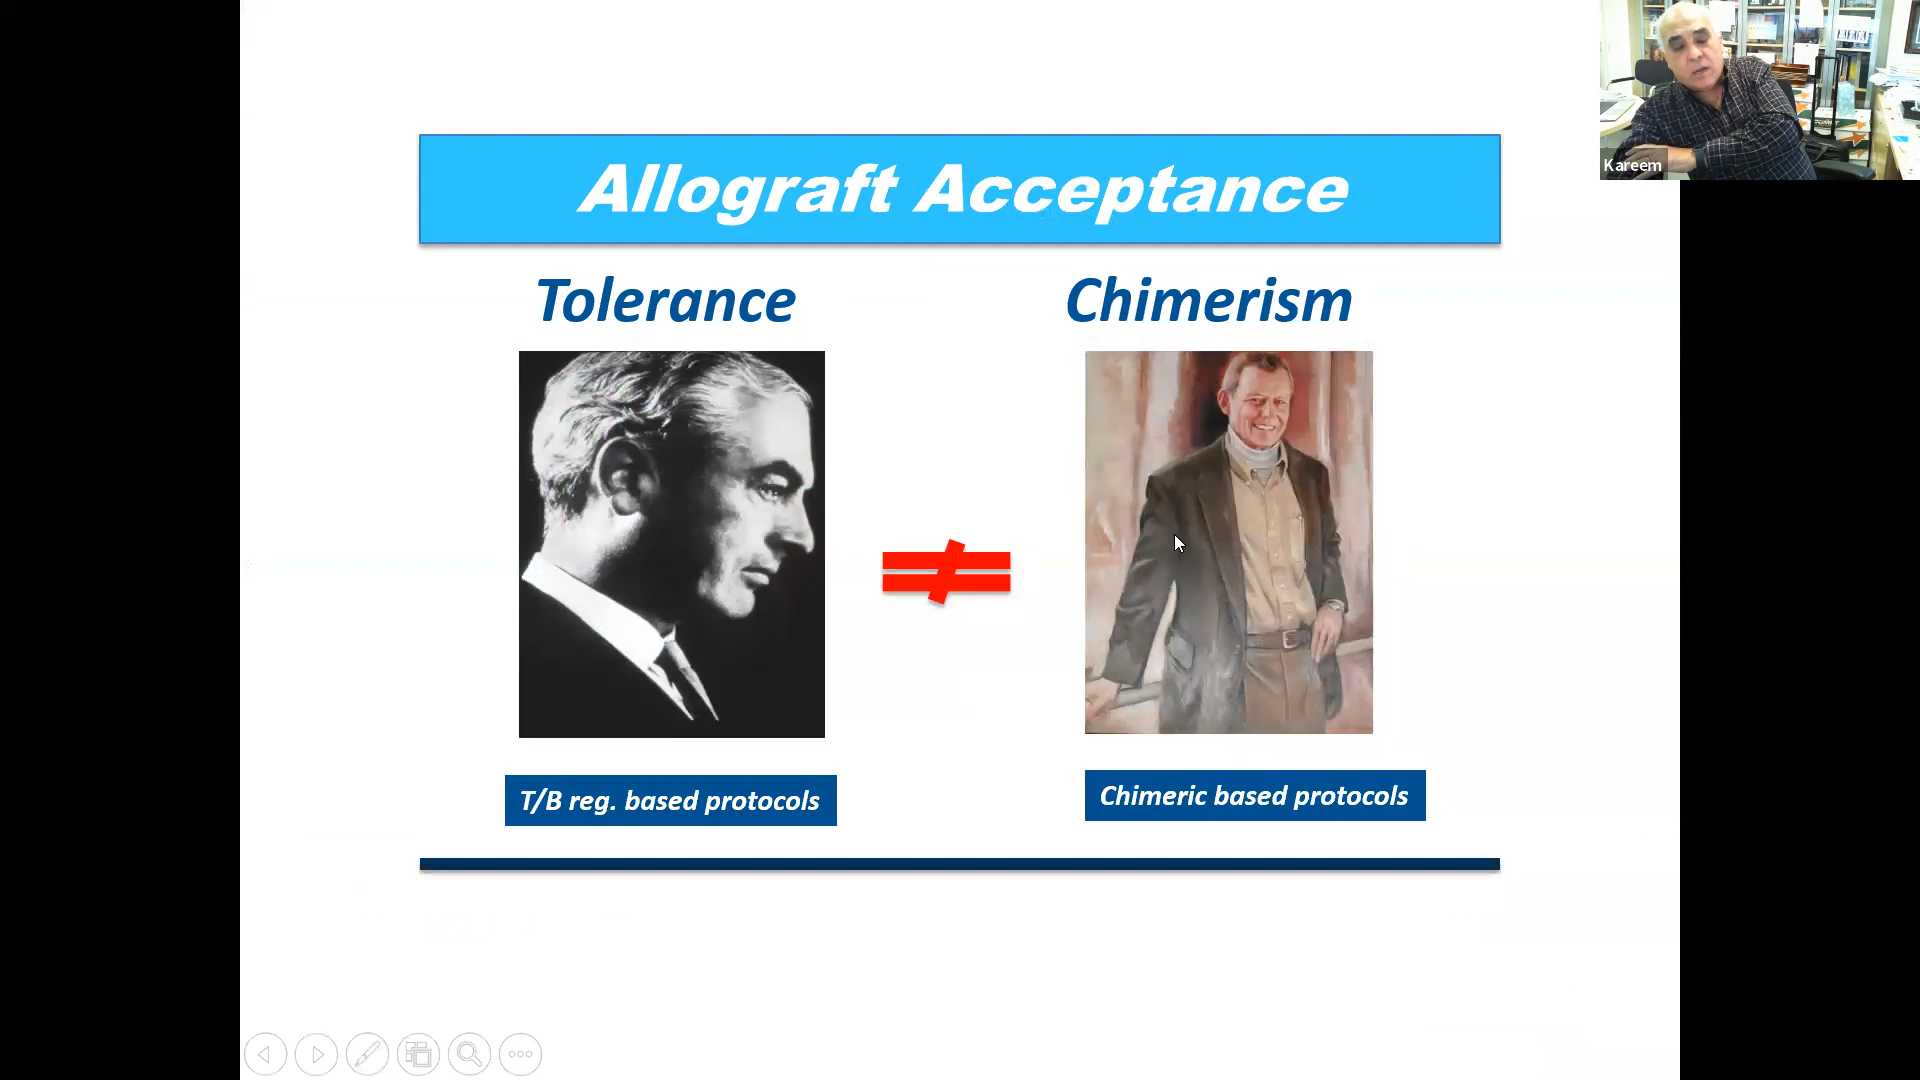 Allograft Acceptance
Tolerance
Chimerism
T/B reg. based protocols
Chimeric based protocols
Kareem